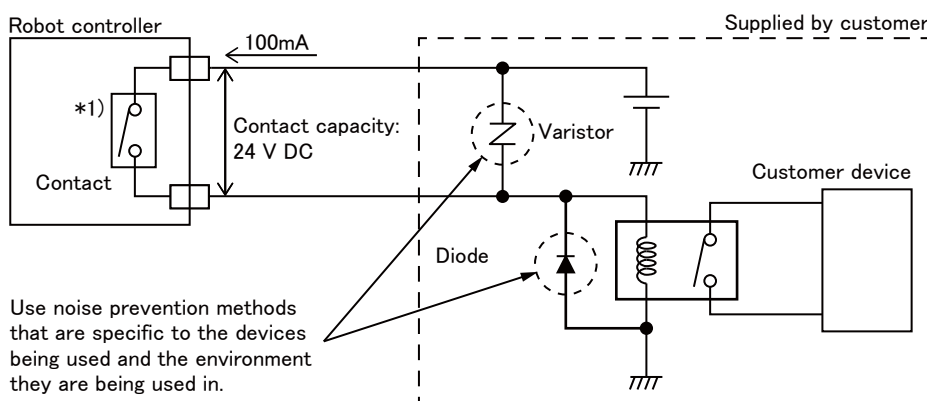 Robot controller
Supplied by customer
100mA
*1)
Contact capacity:
24 V DC
Varistor
Contact
Customer device
Diode
Use noise prevention methods
that are specific to the devices
being used and the environment
they are being used in.